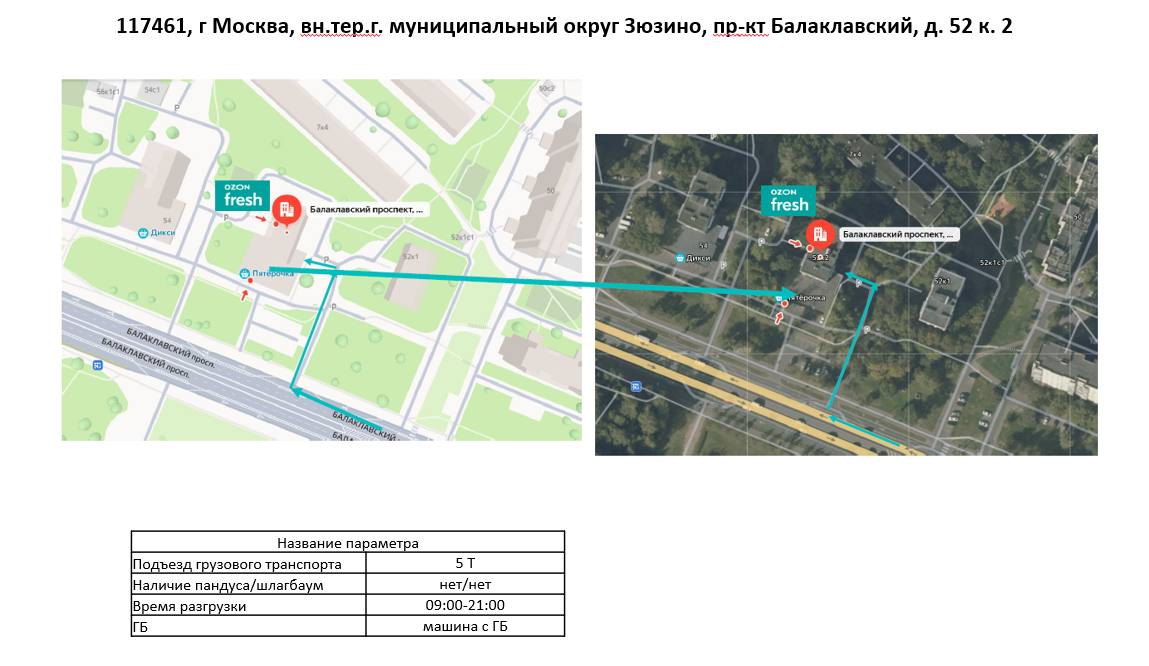 117461, г Москва, вн.тер.г. муниципальный округ Зюзино, пр-кт Балаклавский, д. 52 к. 2
56к1с1
54с1
P
50с2
7к4
50
54
Дикси
OZON
fresh
P
Балаклавский проспект, ...
52к1с1
52к1
P
Пятёрочка
P
БАЛАКЛАВСКИЙ просп.
БАЛАКЛАВСКИЙ просп.
БАЛАКЛАВСКИЙ
P
7к4
OZON
fresh
50
Балаклавский проспект, ...
P
54
Дикси
P
52к1с1
P
52к1
Пятёрочка
P
Название параметра
Подъезд грузового транспорта 5 Т
Наличие пандуса/шлагбаум нет/нет
Время разгрузки 09:00-21:00
ГБ машина с ГБ